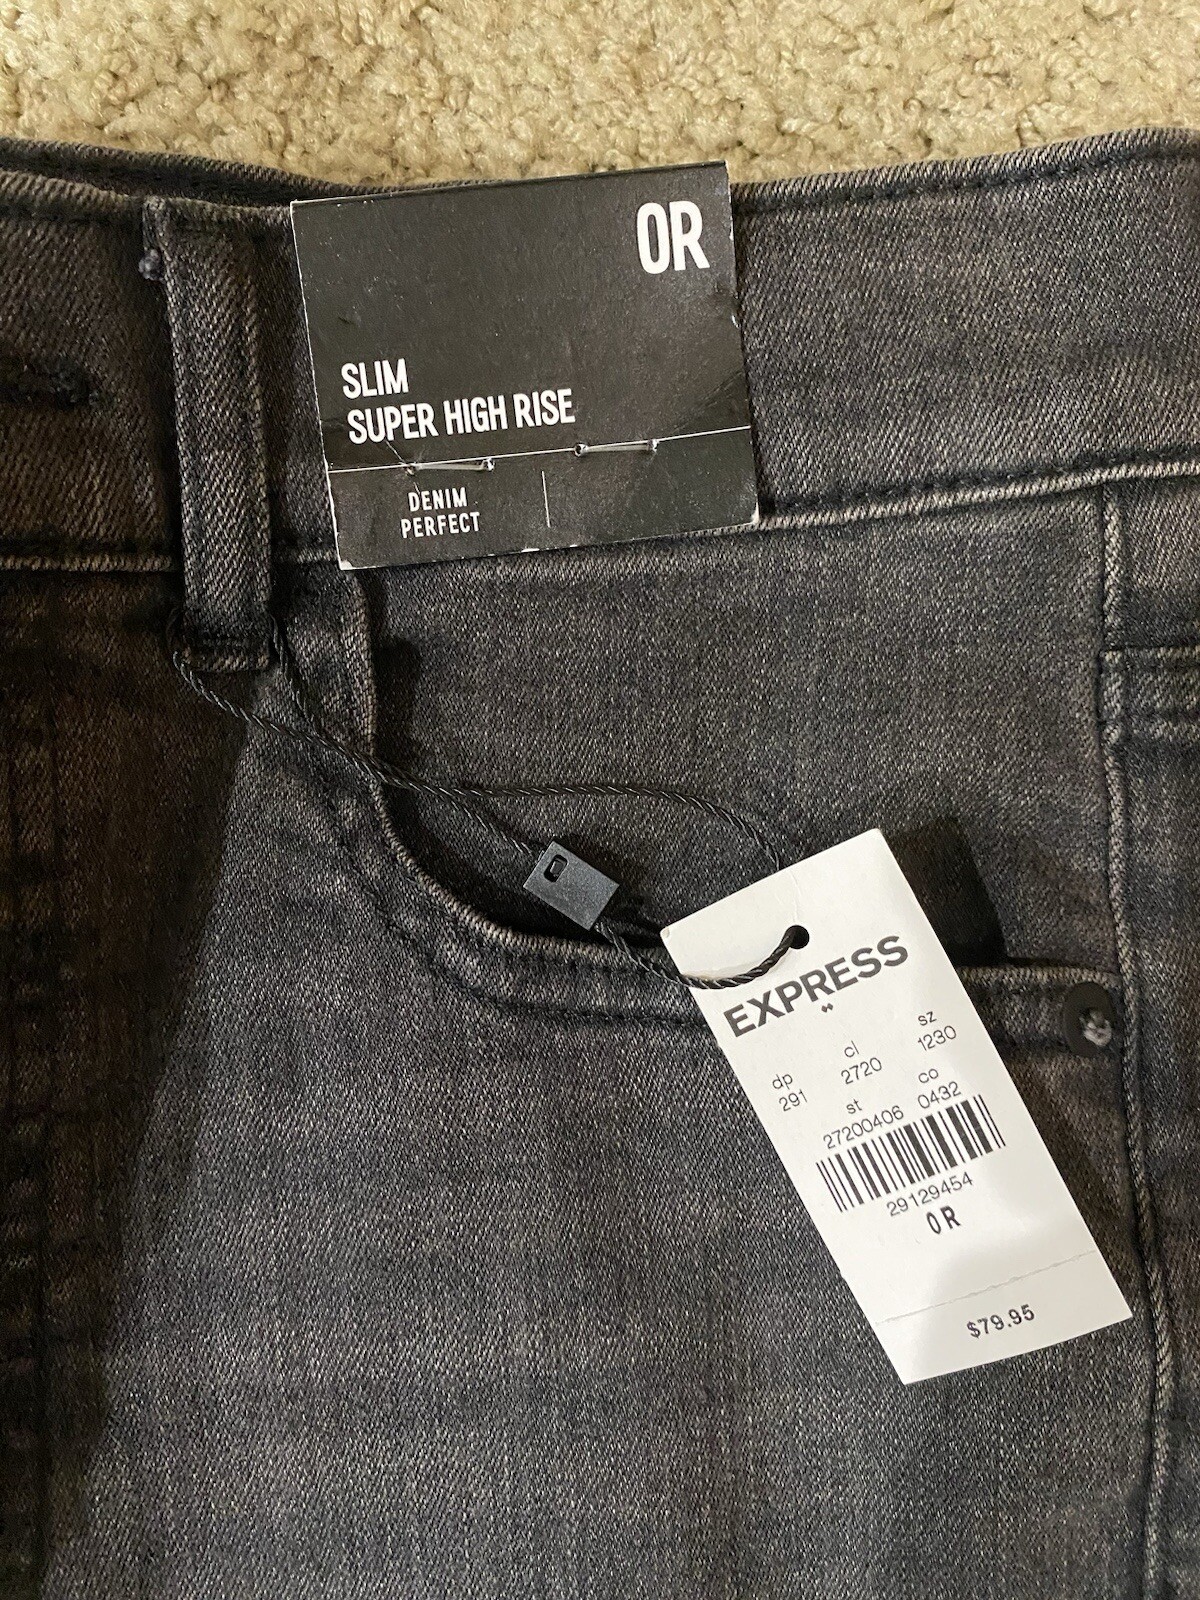 0R
SLIM
SUPER HIGH RISE
DENIM
PERFECT
EXPRESS
dp cl sz
291 2720 1230
st co
27200406 0432
29129454
0R
$79.95